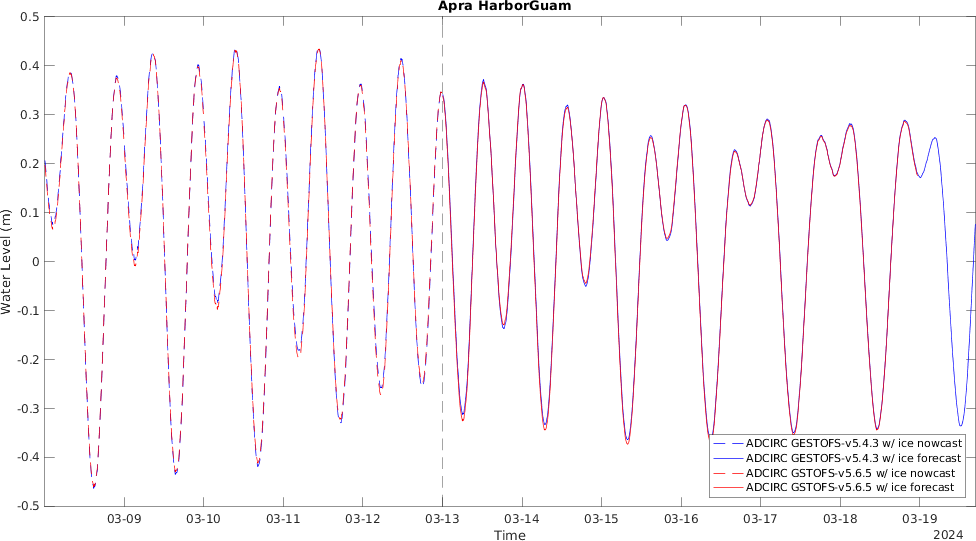 Apra HarborGuam
0.5
0.4
0.3
0.2
0.1
0
-0.1
-0.2
-0.3
-0.4
-0.5
Water Level (m)
03-09 03-10 03-11 03-12 03-13 03-14 03-15 03-16 03-17 03-18 03-19
Time
2024
ADCIRC GESTOFS-v5.4.3 w/ ice nowcast
ADCIRC GESTOFS-v5.4.3 w/ ice forecast
ADCIRC GSTOFS-v5.6.5 w/ ice nowcast
ADCIRC GSTOFS-v5.6.5 w/ ice forecast